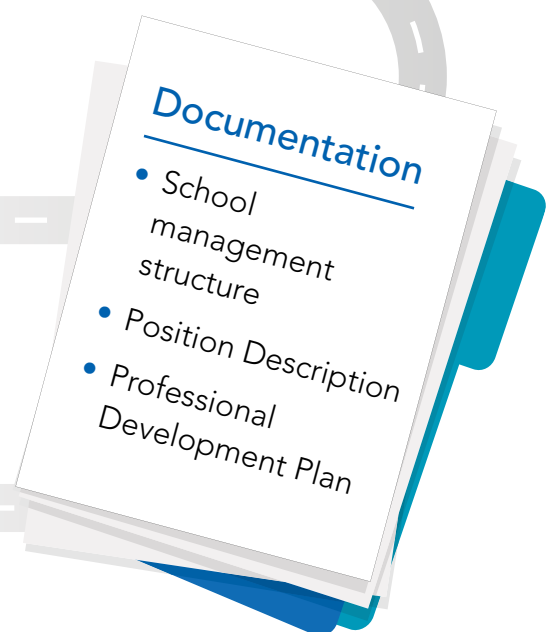 Documentation
• School
management
structure
• Position Description
• Professional
Development Plan